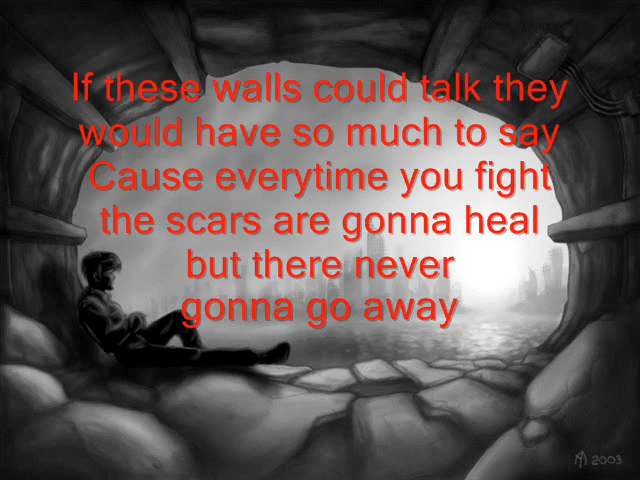 If these walls could talk they
would have so much to say
Cause everytime you fight
the scars are gonna heal
but there never
gonna go away
2003